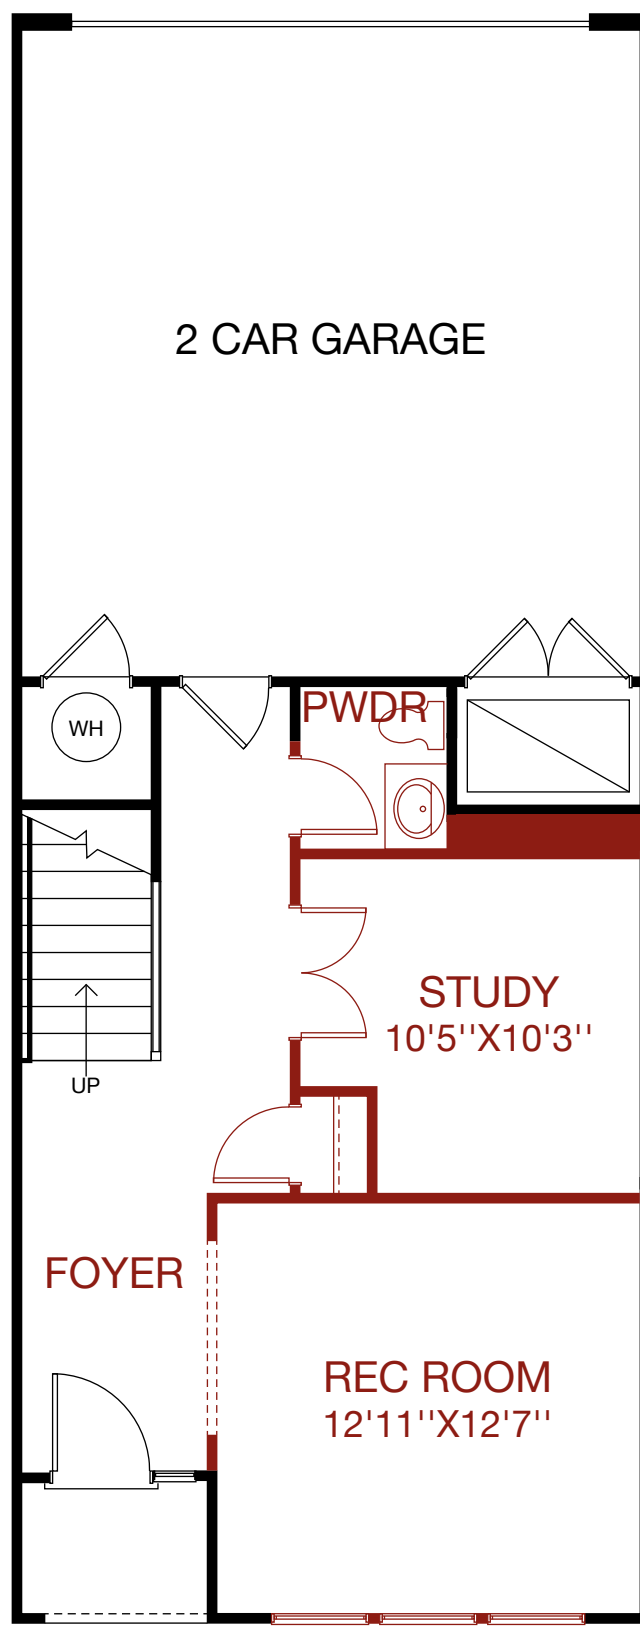 2 CAR GARAGE
PWDR
WH
STUDY
10'5''X10'3''
UP
FOYER
REC ROOM
12'11''X12'7''